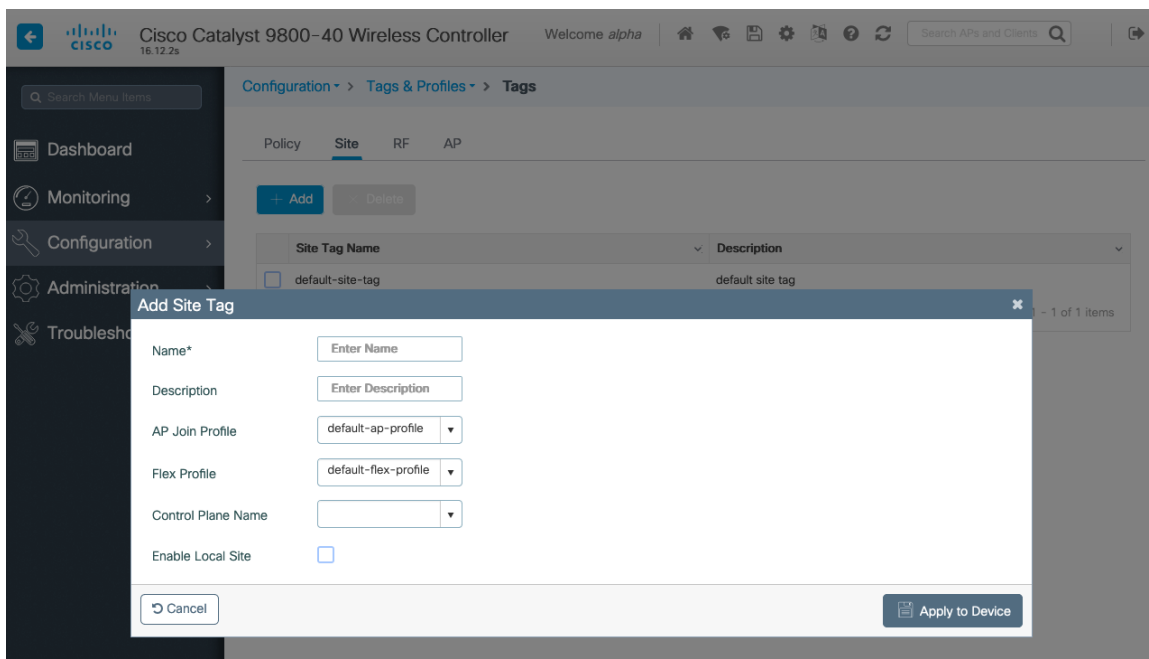 CISCO
Cisco Catalyst 9800-40 Wireless Controller
16.12.2s
Welcome alpha
Search APs and Clients
Search Menu Items
Dashboard
Monitoring
Configuration
Administration
Configuration > Tags & Profiles > Tags
Policy Site RF AP
+ Add
× Delete
Site Tag Name Description
default-site-tag default site tag
1 - 1 of 1 items
Add Site Tag
Name* Enter Name
Description Enter Description
AP Join Profile default-ap-profile
Flex Profile default-flex-profile
Control Plane Name
Enable Local Site
Cancel
Apply to Device